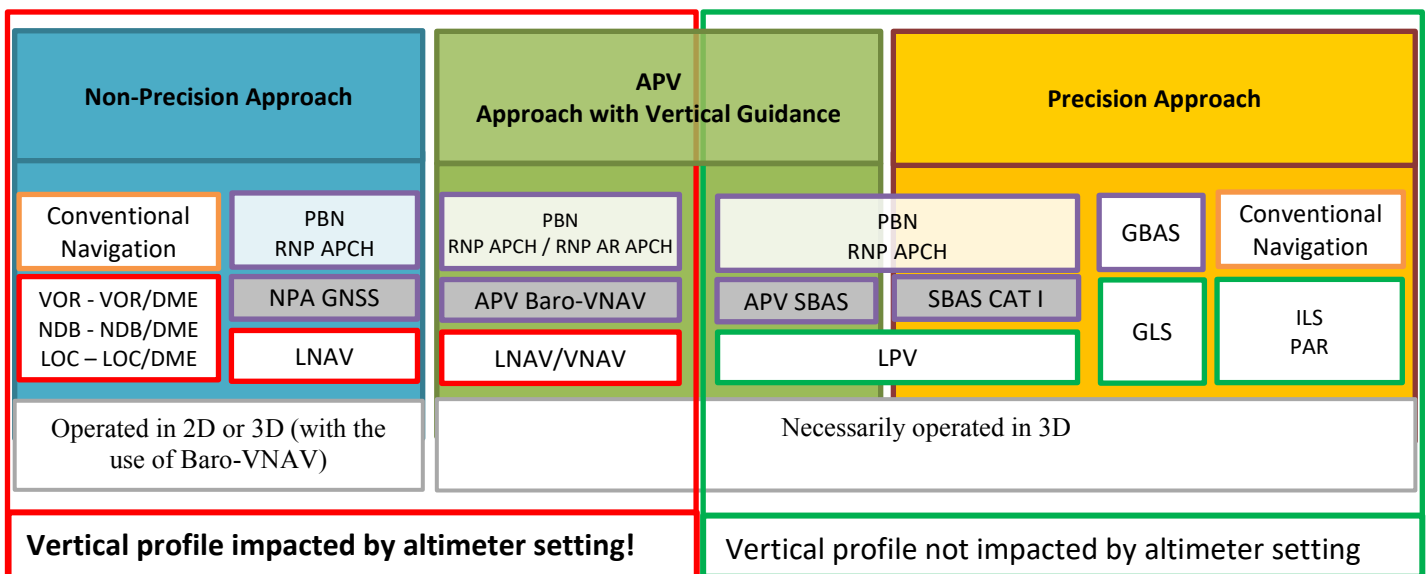 Non-Precision Approach
APV
Approach with Vertical Guidance
Precision Approach
Conventional
Navigation
PBN
RNP APCH
PBN
RNP APCH / RNP AR APCH
PBN
RNP APCH
GBAS
Conventional
Navigation
VOR - VOR/DME
NDB - NDB/DME
LOC – LOC/DME
NPA GNSS
LNAV
APV Baro-VNAV
LNAV/VNAV
APV SBAS
SBAS CAT I
LPV
GLS
ILS
PAR
Operated in 2D or 3D (with the
use of Baro-VNAV)
Necessarily operated in 3D
Vertical profile impacted by altimeter setting!
Vertical profile not impacted by altimeter setting